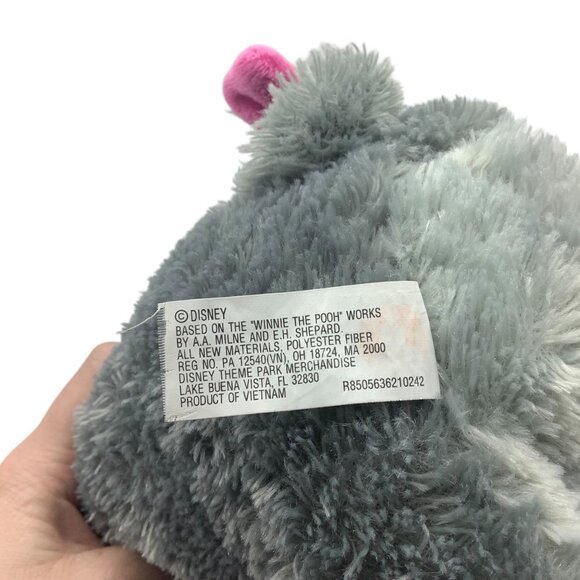 ©DISNEY
BASED ON THE "WINNIE THE POOH" WORKS
BY A.A. MILNE AND E.H. SHEPARD.
ALL NEW MATERIALS, POLYESTER FIBER
REG NO. PA 12540(VN), OH 18724, MA 2000
DISNEY THEME PARK MERCHANDISE
LAKE BUENA VISTA, FL 32830
PRODUCT OF VIETNAM R8505636210242